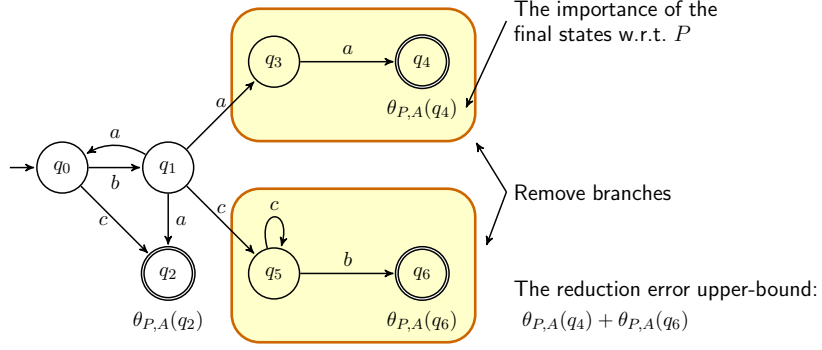 The importance of the
final states w.r.t. P
q3
a
q4
θP,A(q4)
a
a
q0
b
q1
Remove branches
c
a
c
c
q2
q5
b
q6
θP,A(q2)
θP,A(q6)
The reduction error upper-bound:
θP,A(q4) + θP,A(q6)